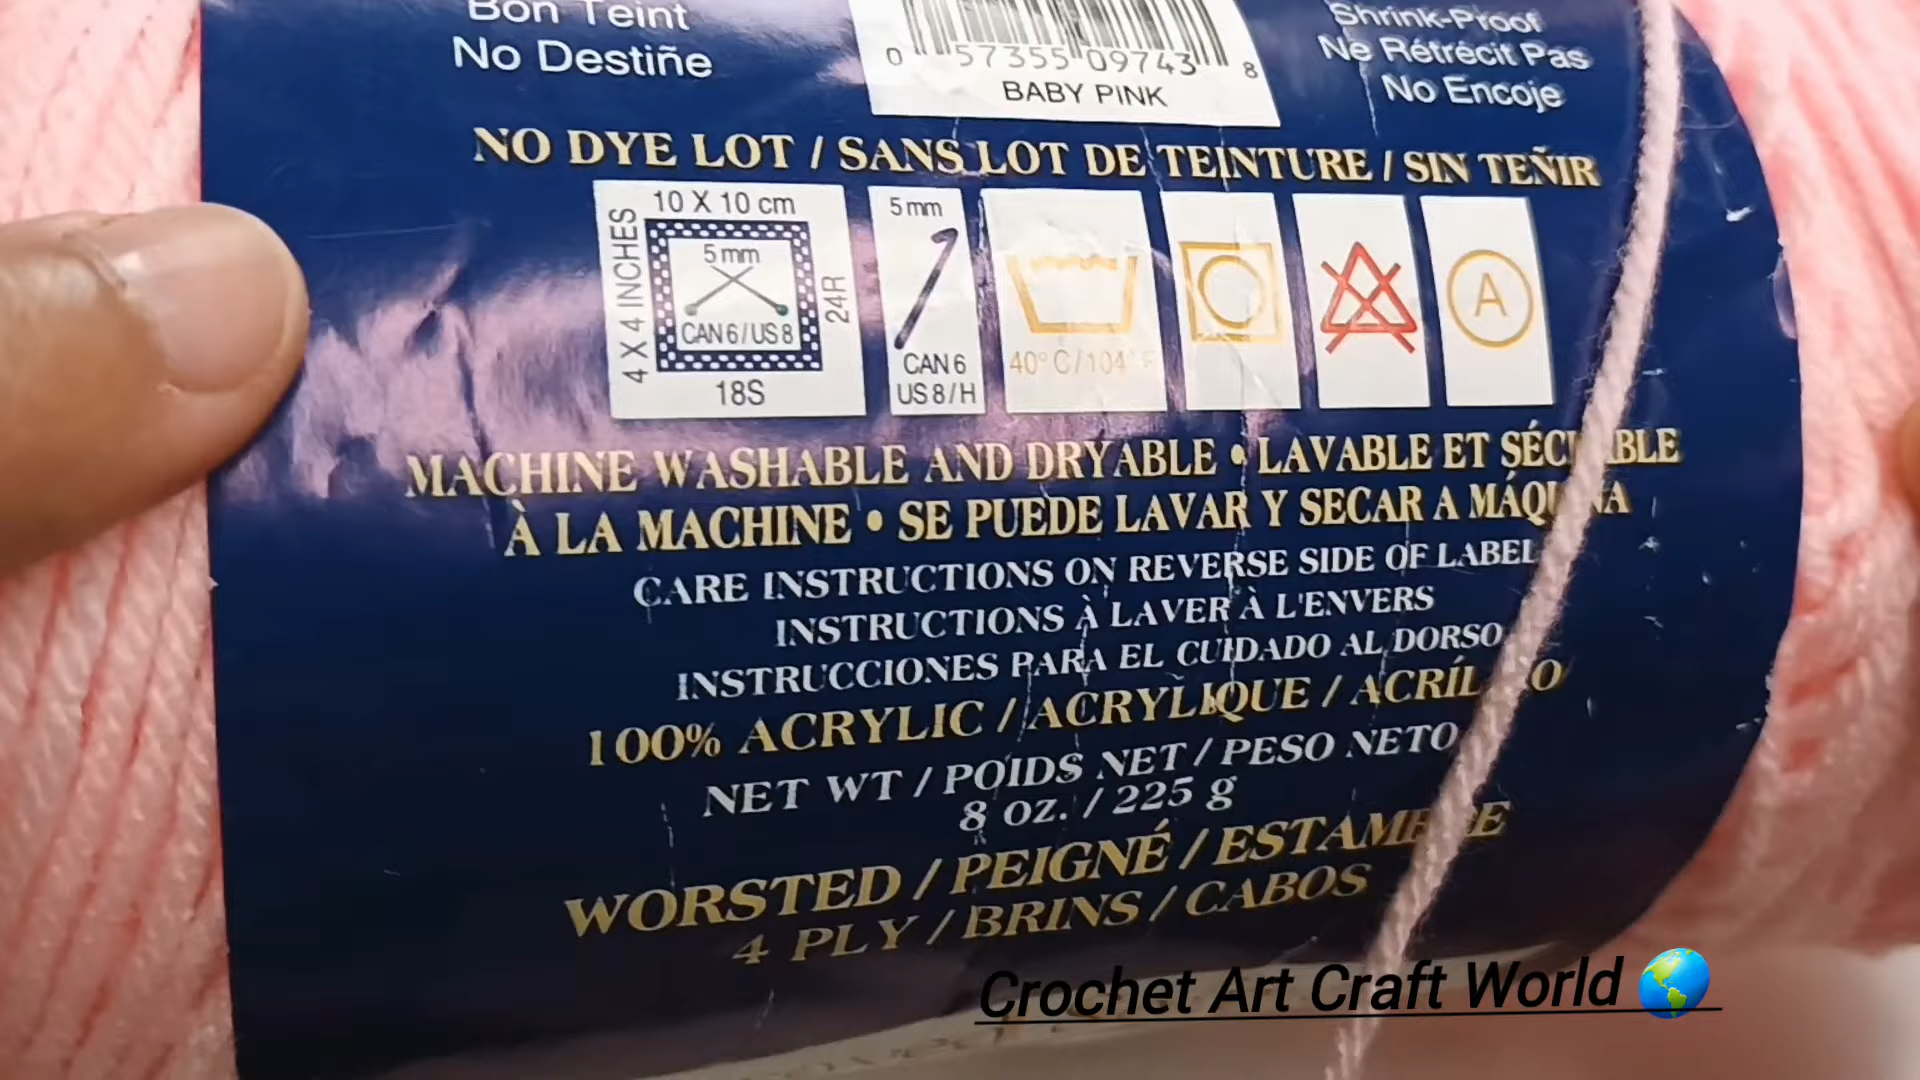 Bon Teint
No Destiñe
0 57355 09743 8
BABY PINK
Shrink-Proof
Ne Rétrécit Pas
No Encoje
NO DYE LOT / SANS LOT DE TEINTURE / SIN TEÑIR
10 X 10 cm
4 X 4 INCHES
5 mm
CAN 6 / US 8
24R
18S
5 mm
CAN 6
US 8 / H
40° C / 104° F
A
MACHINE WASHABLE AND DRYABLE • LAVABLE ET
À LA MACHINE • SE PUEDE LAVAR Y SECAR A
CARE INSTRUCTIONS ON REVERSE SIDE OF LABEL
INSTRUCTIONS À LAVER À L'ENVERS
INSTRUCCIONES PARA EL CUIDADO AL DORSO
100% ACRYLIC / ACRYLIQUE /
NET WT / POIDS NET / PESO NETO
8 oz. / 225 g
WORSTED / PEIGNÉ /
4 PLY / BRINS / CABOS
Crochet Art Craft World